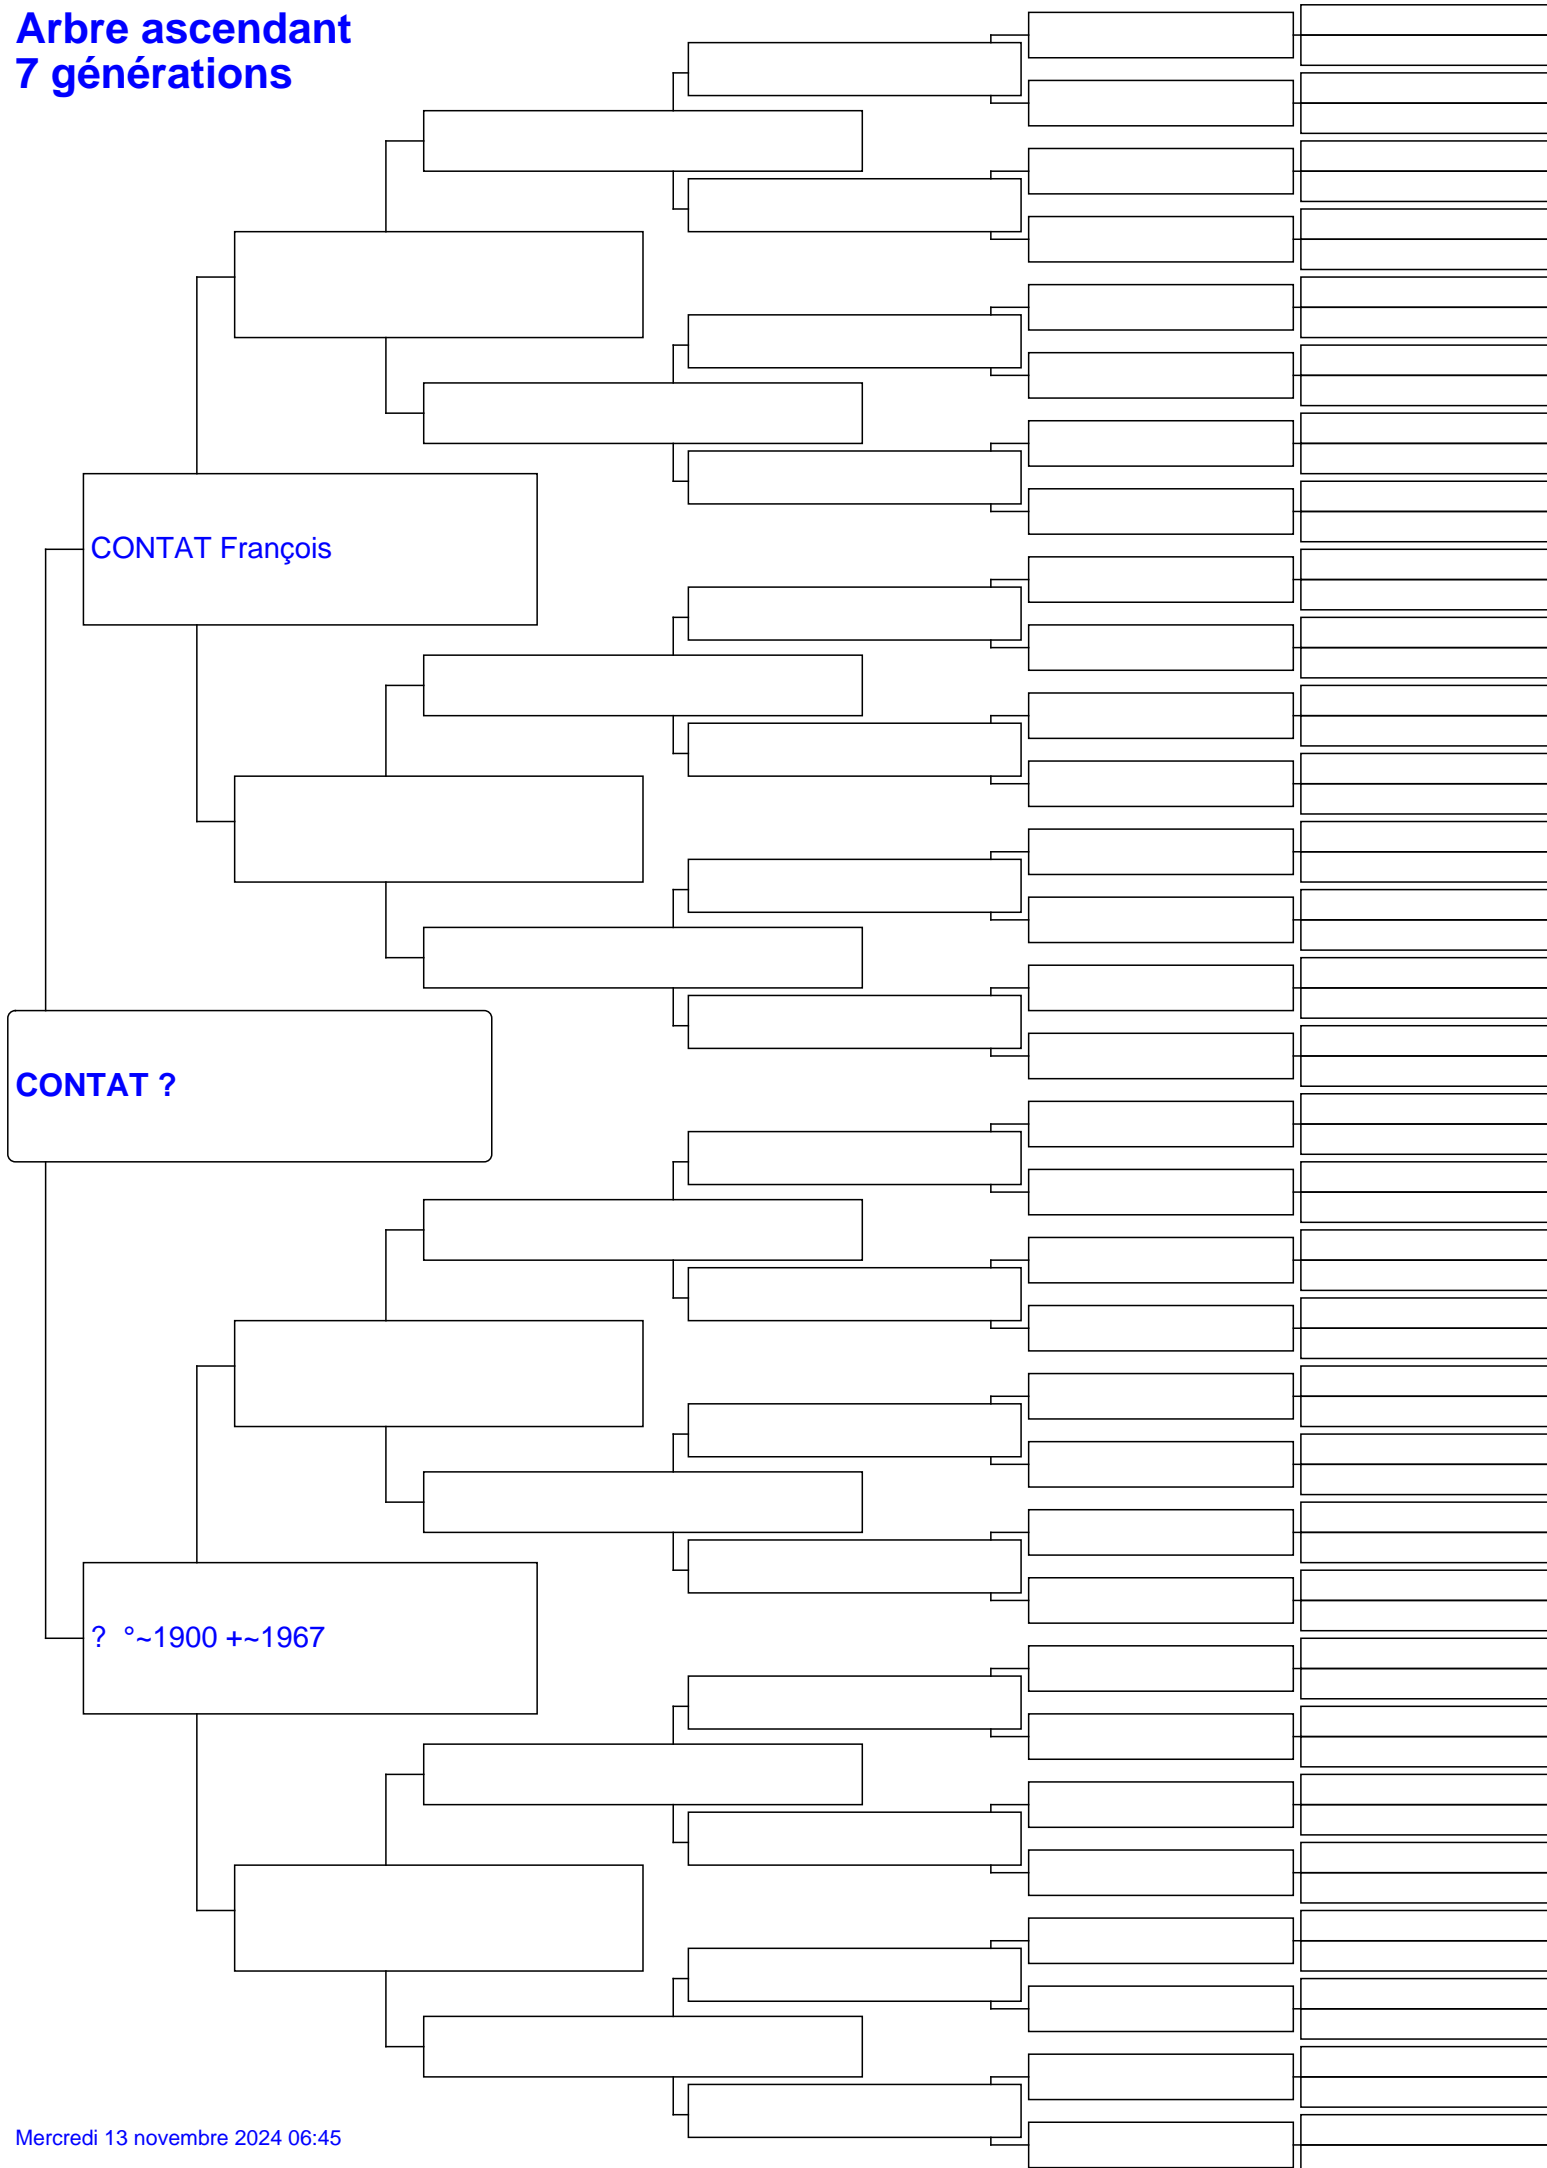 Arbre ascendant
7 générations
CONTAT François
CONTAT ?
? °~1900 +~1967
Mercredi 13 novembre 2024 06:45